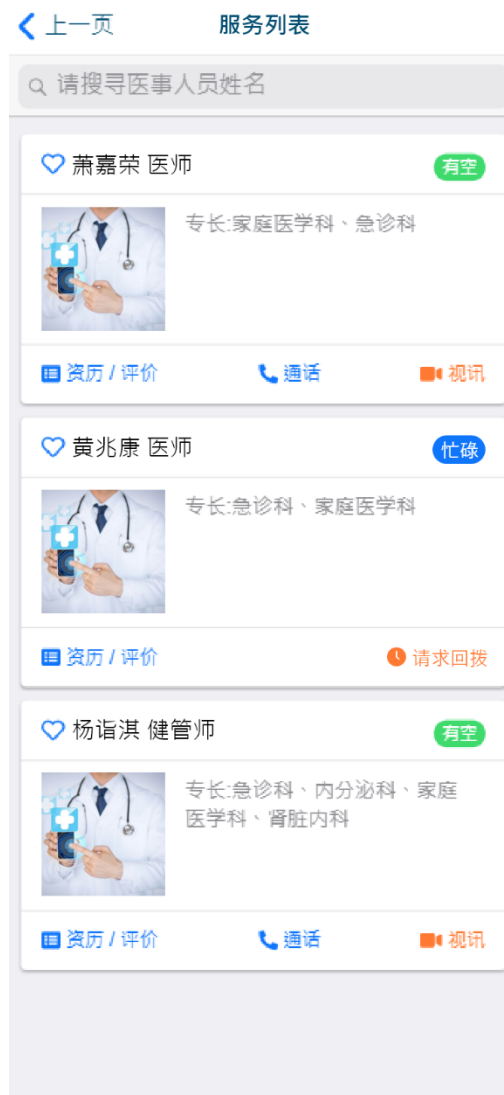 上一页
服务列表
请搜寻医事人员姓名
萧嘉荣 医师
有空
专长:家庭医学科、急诊科
资历 / 评价
通话
视讯
黄兆康 医师
忙碌
专长:急诊科、家庭医学科
资历 / 评价
请求回拨
杨诣淇 健管师
有空
专长:急诊科、内分泌科、家庭
医学科、肾脏内科
资历 / 评价
通话
视讯